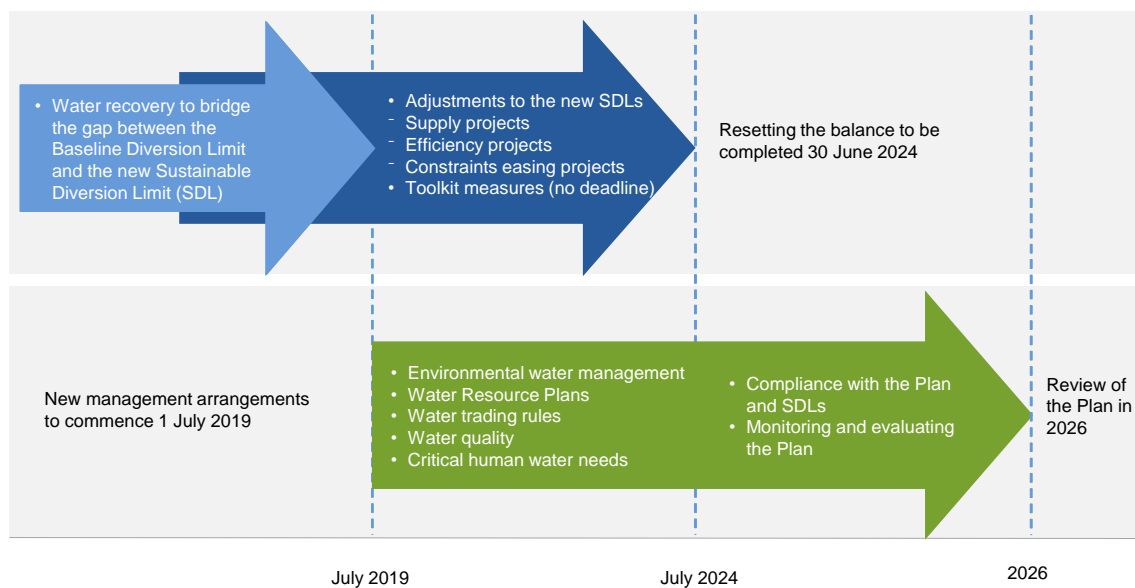 • Water recovery to bridge
the gap between the
Baseline Diversion Limit
and the new Sustainable
Diversion Limit (SDL)
• Adjustments to the new SDLs
⁻ Supply projects
⁻ Efficiency projects
⁻ Constraints easing projects
• Toolkit measures (no deadline)
Resetting the balance to be
completed 30 June 2024
New management arrangements
to commence 1 July 2019
• Environmental water management
• Water Resource Plans
• Water trading rules
• Water quality
• Critical human water needs
• Compliance with the Plan
and SDLs
• Monitoring and evaluating
the Plan
Review of
the Plan in
2026
July 2019
July 2024
2026